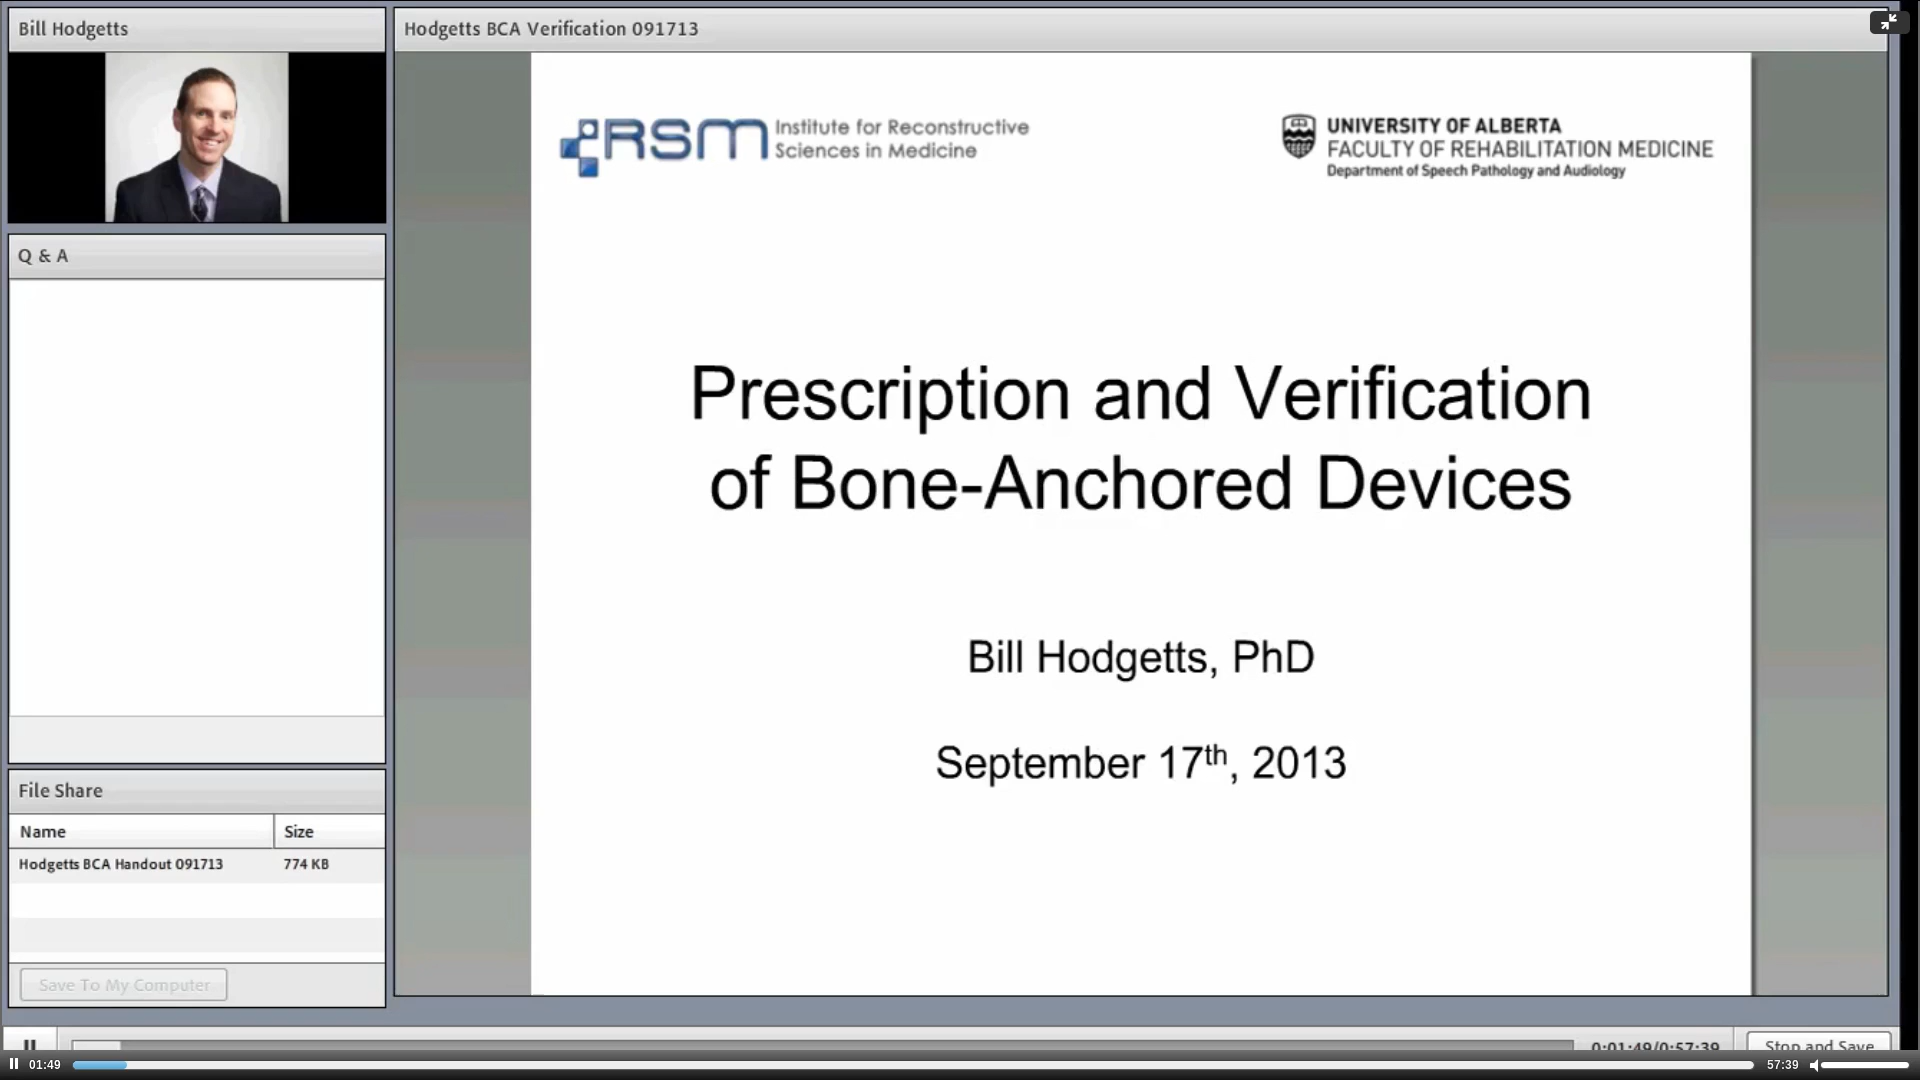 Bill Hodgetts
Hodgetts BCA Verification 091713
RSM Institute for Reconstructive
Sciences in Medicine
UNIVERSITY OF ALBERTA
FACULTY OF REHABILITATION MEDICINE
Department of Speech Pathology and Audiology
Q & A
Prescription and Verification
of Bone-Anchored Devices
Bill Hodgetts, PhD
September 17th, 2013
File Share
Name Size
Hodgetts BCA Handout 091713 774 KB
Save To My Computer
0:01:49/0:57:39 Stop and Save
01:49 57:39